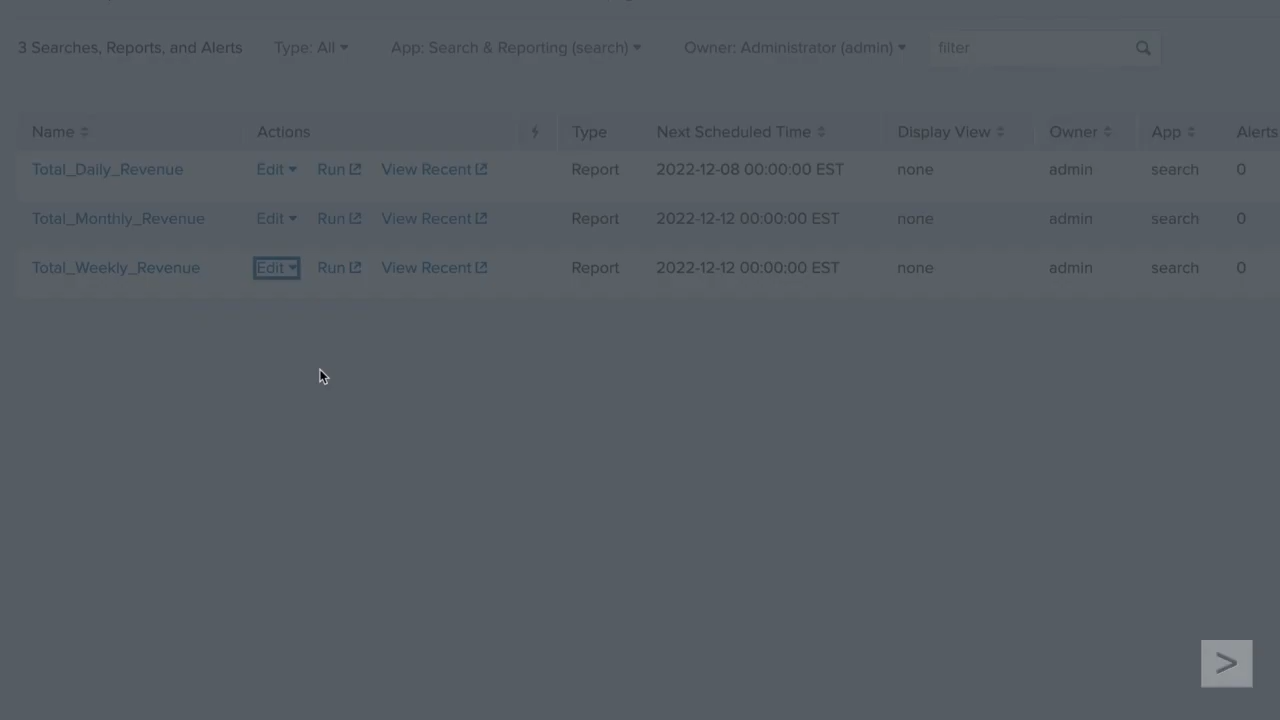 3 Searches, Reports, and Alerts Type: All App: Search & Reporting (search) Owner: Administrator (admin) filter
Name Actions Type Next Scheduled Time Display View Owner App Alerts
Total_Daily_Revenue Edit Run View Recent Report 2022-12-08 00:00:00 EST none admin search 0
Total_Monthly_Revenue Edit Run View Recent Report 2022-12-12 00:00:00 EST none admin search 0
Total_Weekly_Revenue Edit Run View Recent Report 2022-12-12 00:00:00 EST none admin search 0
>